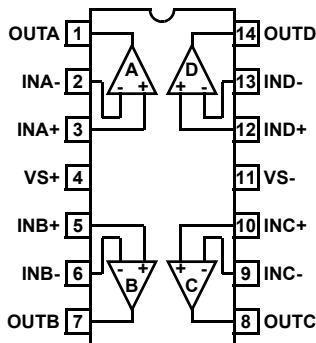 OUTA 1 14 OUTD
A D
INA- 2 - + + - 13 IND-
INA+ 3 12 IND+
VS+ 4 11 VS-
INB+ 5 10 INC+
INB- 6 - + + - 9 INC-
B C
OUTB 7 8 OUTC